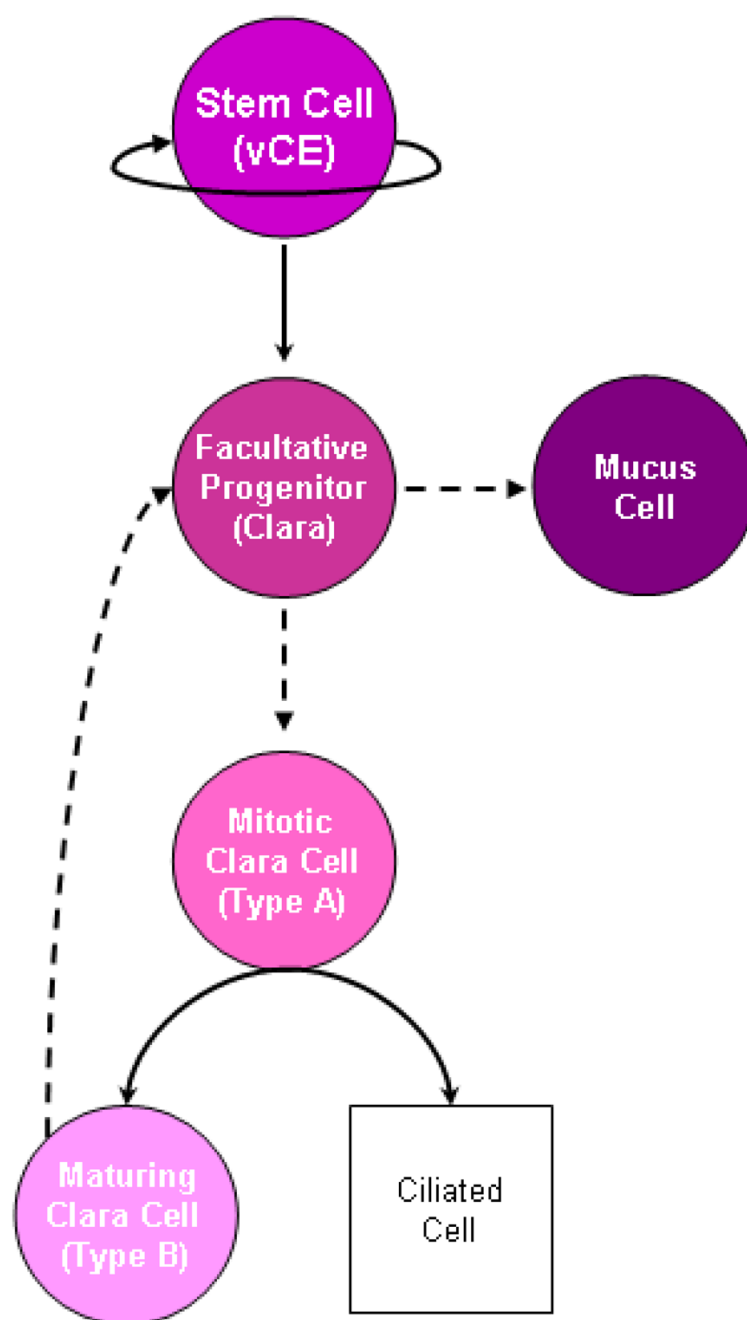 Stem Cell
(vCE)
Facultative
Progenitor
(Clara)
Mucus
Cell
Mitotic
Clara Cell
(Type A)
Maturing
Clara Cell
(Type B)
Ciliated
Cell